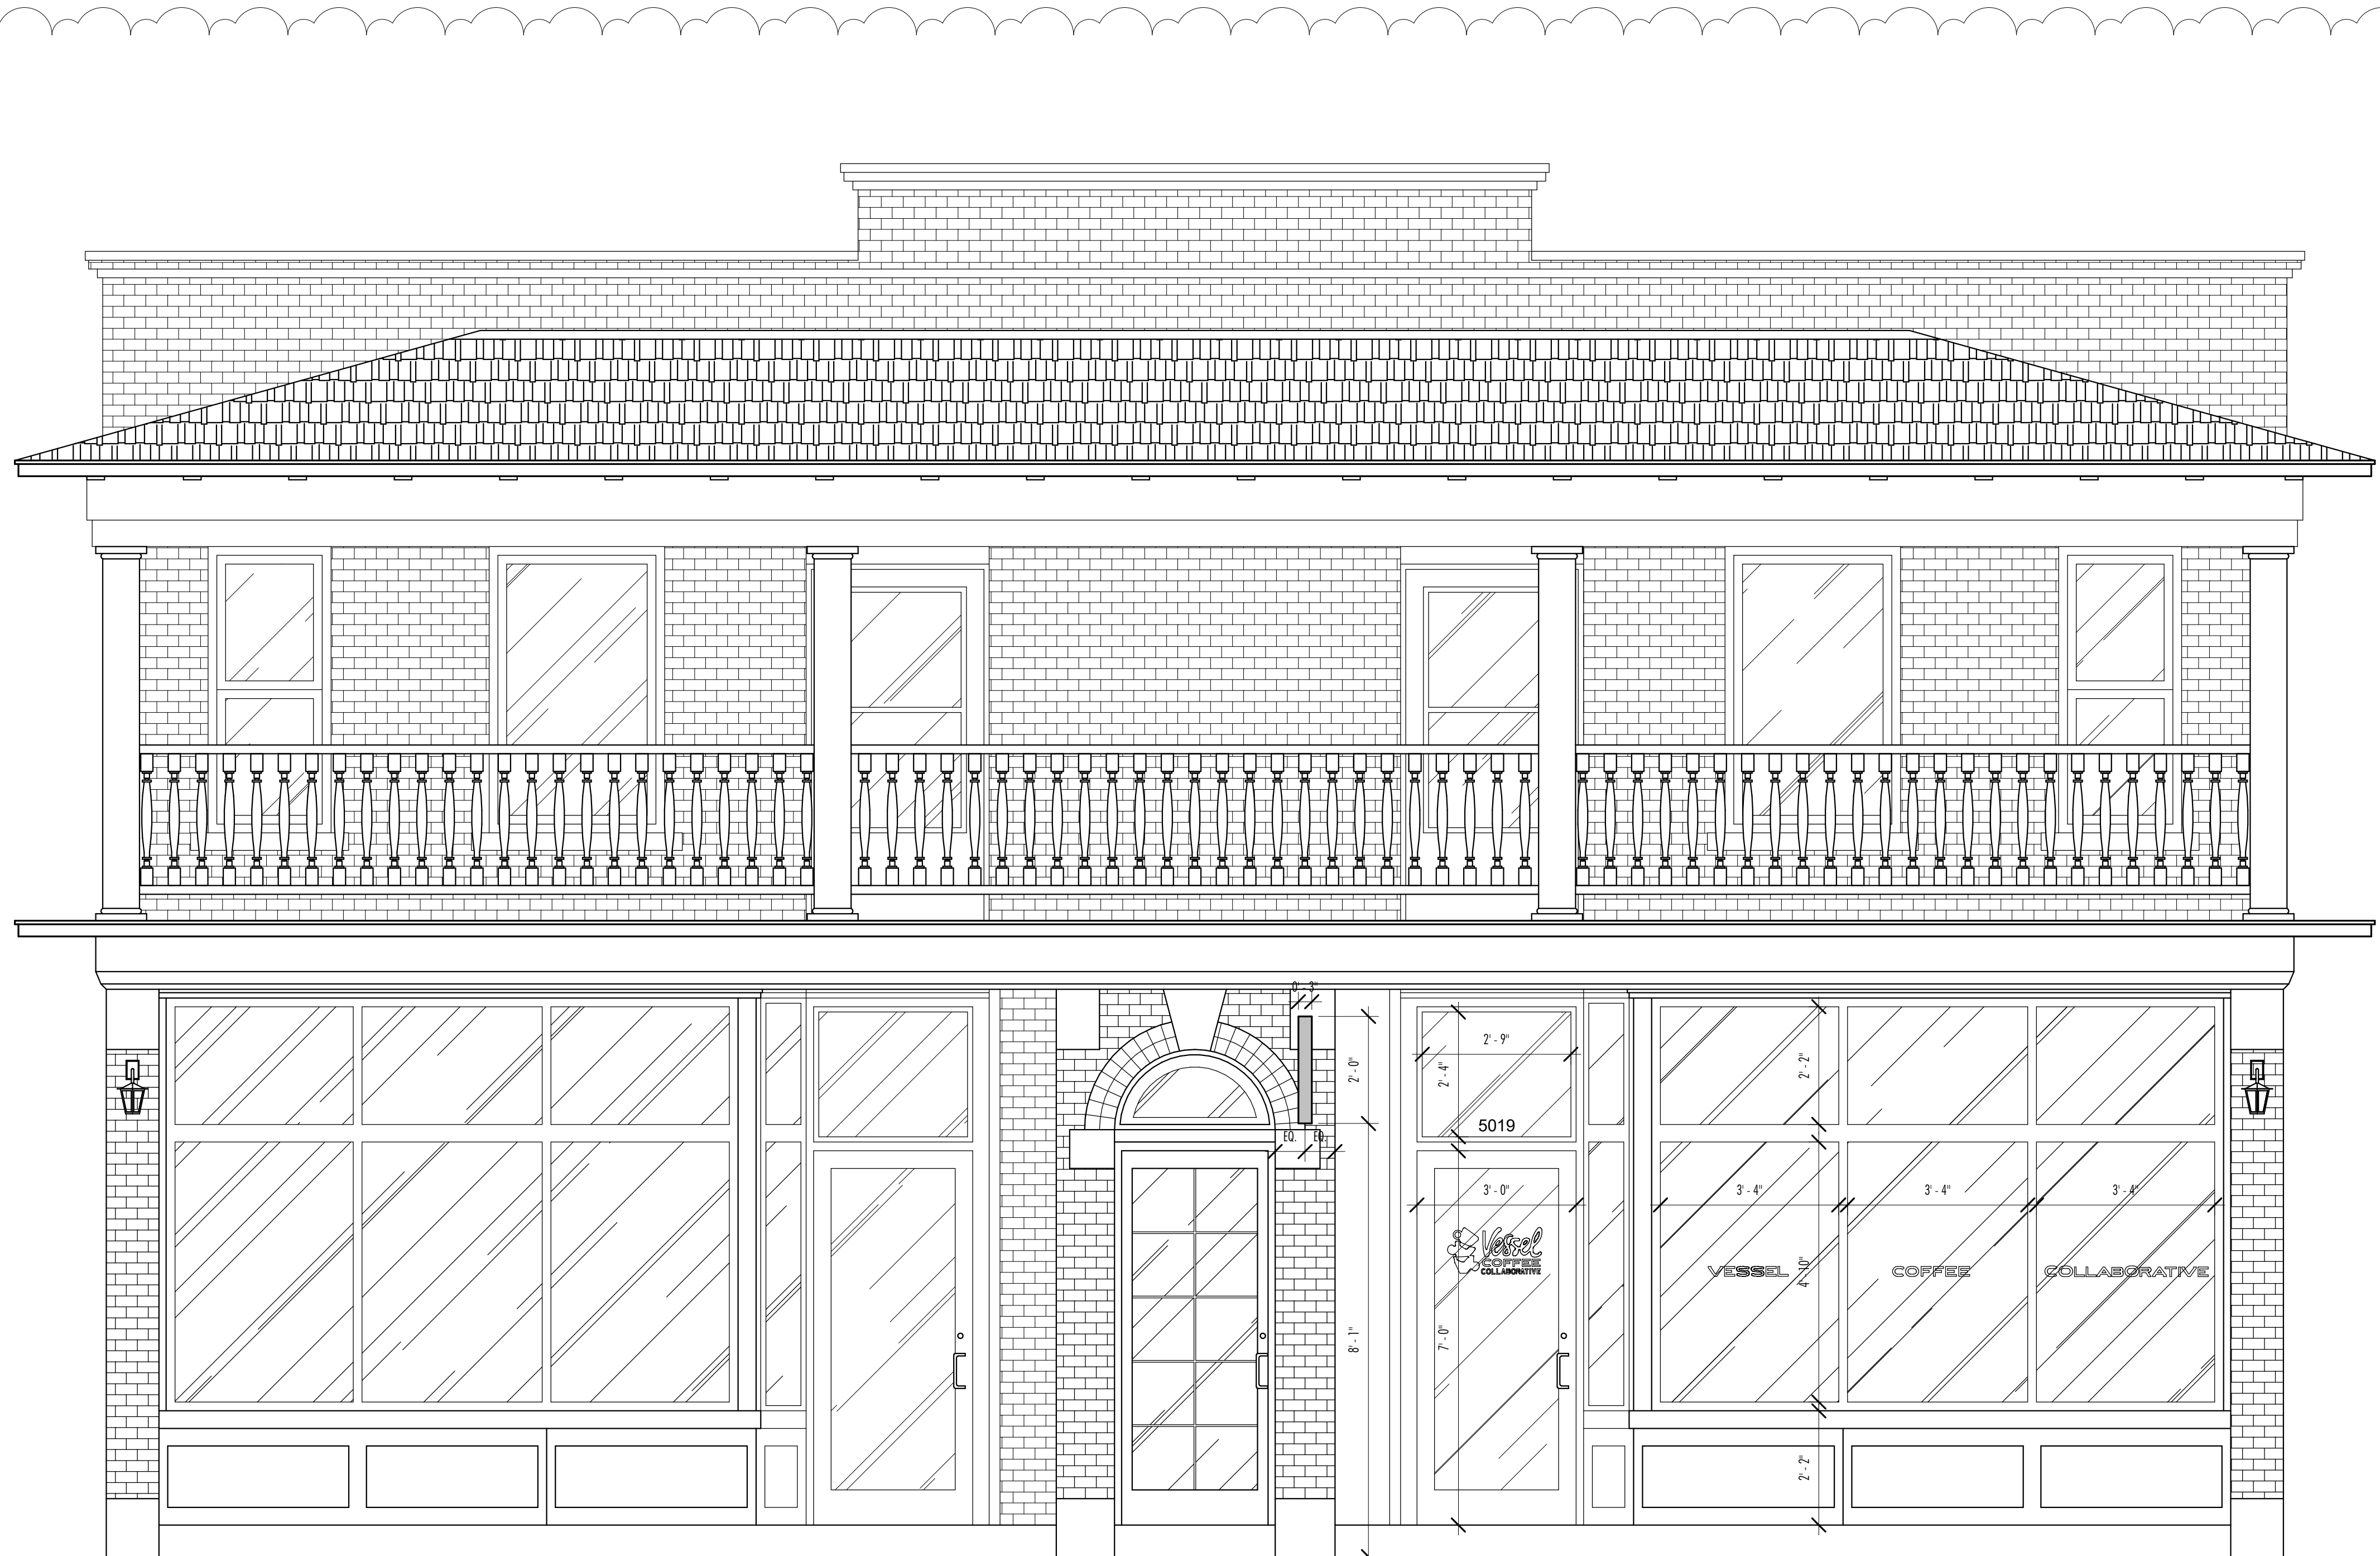 0' - 3"
2' - 0"
EQ.
EQ.
8' - 1"
2' - 9"
2' - 4"
5019
3' - 0"
Vessel
COFFEE
COLLABORATIVE
7' - 0"
2' - 2"
3' - 4"
3' - 4"
3' - 4"
VESSEL
COFFEE
COLLABORATIVE
4' - 10"
2' - 2"